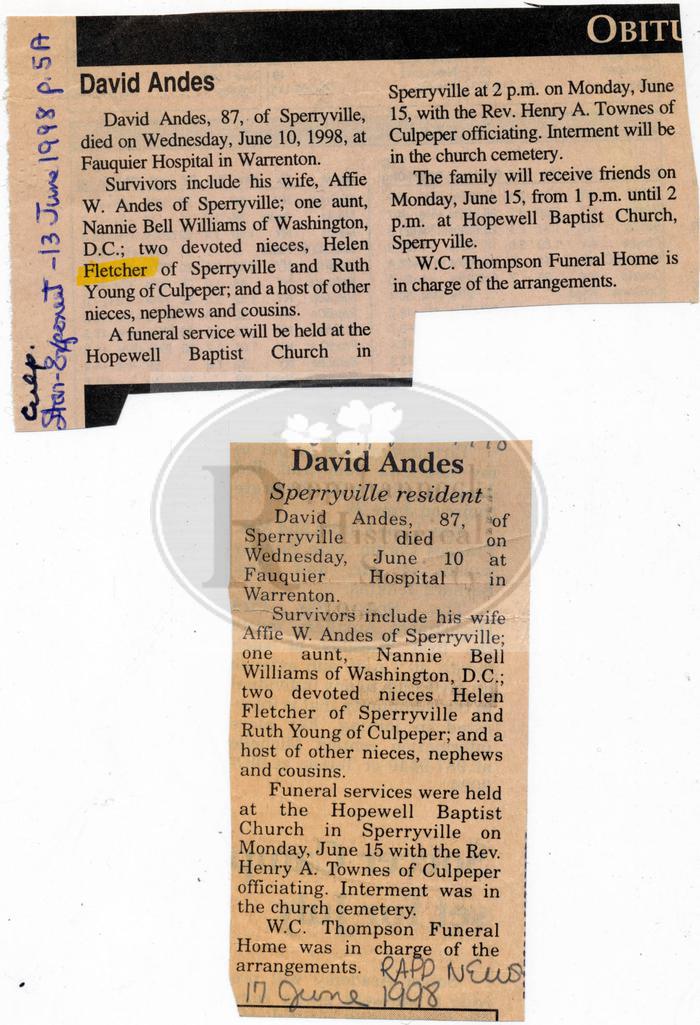 OBITU
Culp.
Star-Exponent - 13 June 1998 p. 5A
David Andes
David Andes, 87, of Sperryville,
died on Wednesday, June 10, 1998, at
Fauquier Hospital in Warrenton.
Survivors include his wife, Affie
W. Andes of Sperryville; one aunt,
Nannie Bell Williams of Washington,
D.C.; two devoted nieces, Helen
Fletcher of Sperryville and Ruth
Young of Culpeper; and a host of other
nieces, nephews and cousins.
A funeral service will be held at the
Hopewell Baptist Church in
Sperryville at 2 p.m. on Monday, June
15, with the Rev. Henry A. Townes of
Culpeper officiating. Interment will be
in the church cemetery.
The family will receive friends on
Monday, June 15, from 1 p.m. until 2
p.m. at Hopewell Baptist Church,
Sperryville.
W.C. Thompson Funeral Home is
in charge of the arrangements.
David Andes
Sperryville resident
David Andes, 87, of
Sperryville died on
Wednesday, June 10 at
Fauquier Hospital in
Warrenton.
Survivors include his wife
Affie W. Andes of Sperryville;
one aunt, Nannie Bell
Williams of Washington, D.C.;
two devoted nieces Helen
Fletcher of Sperryville and
Ruth Young of Culpeper; and a
host of other nieces, nephews
and cousins.
Funeral services were held
at the Hopewell Baptist
Church in Sperryville on
Monday, June 15 with the Rev.
Henry A. Townes of Culpeper
officiating. Interment was in
the church cemetery.
W.C. Thompson Funeral
Home was in charge of the
arrangements. RAPP NEWS
17 June 1998